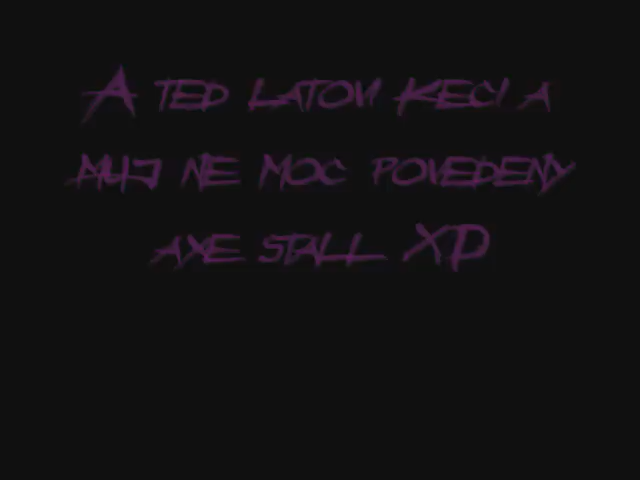 A TED LATOVI KECI A
MUJ NE MOC POVEDENY
AXE STALL XD